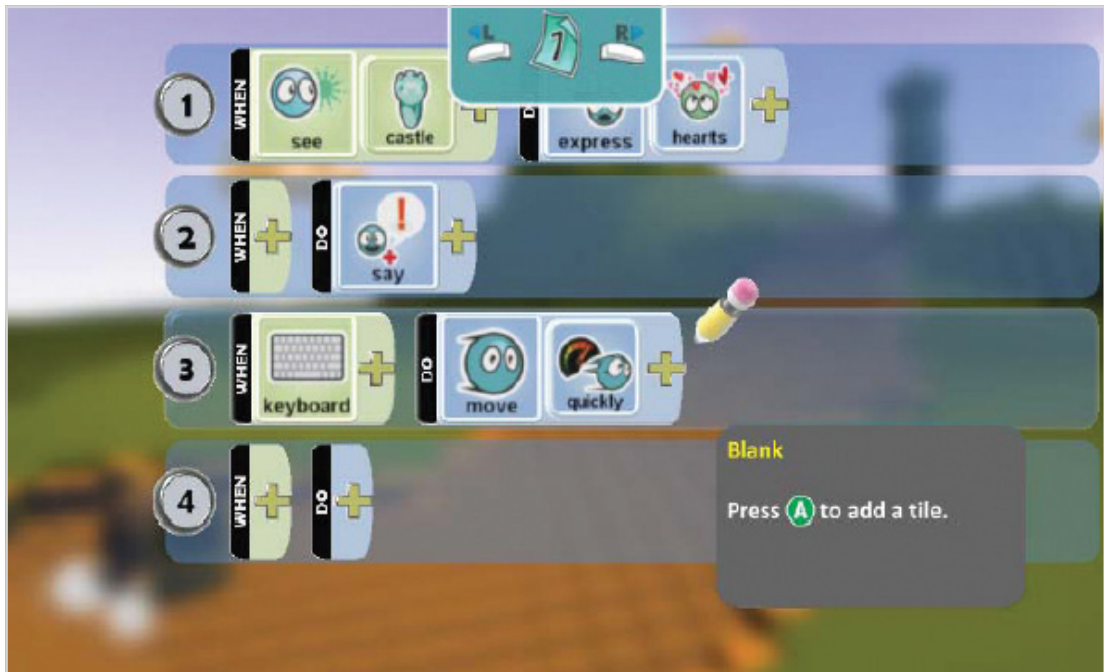 L 1 R
1 WHEN see castle D express hearts
2 WHEN DO say
3 WHEN keyboard DO move quickly
4 WHEN DO
Blank
Press A to add a tile.